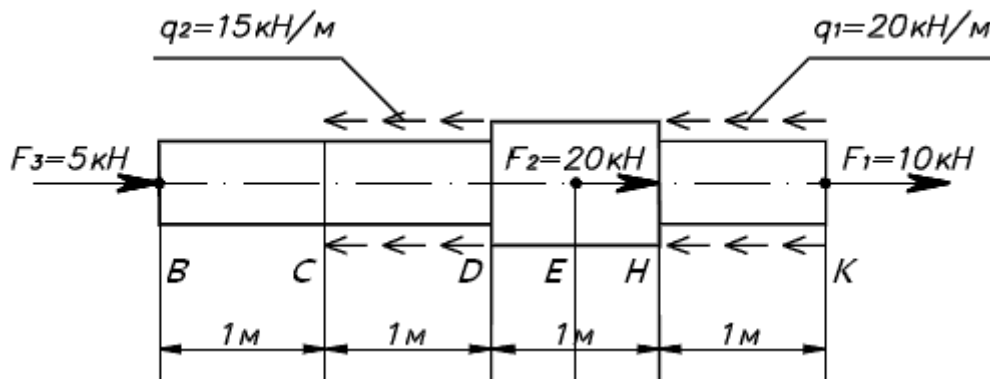 q2=15кН/м
q1=20кН/м
F3=5кН
F2=20кН
F1=10кН
B C D E H K
1м 1м 1м 1м